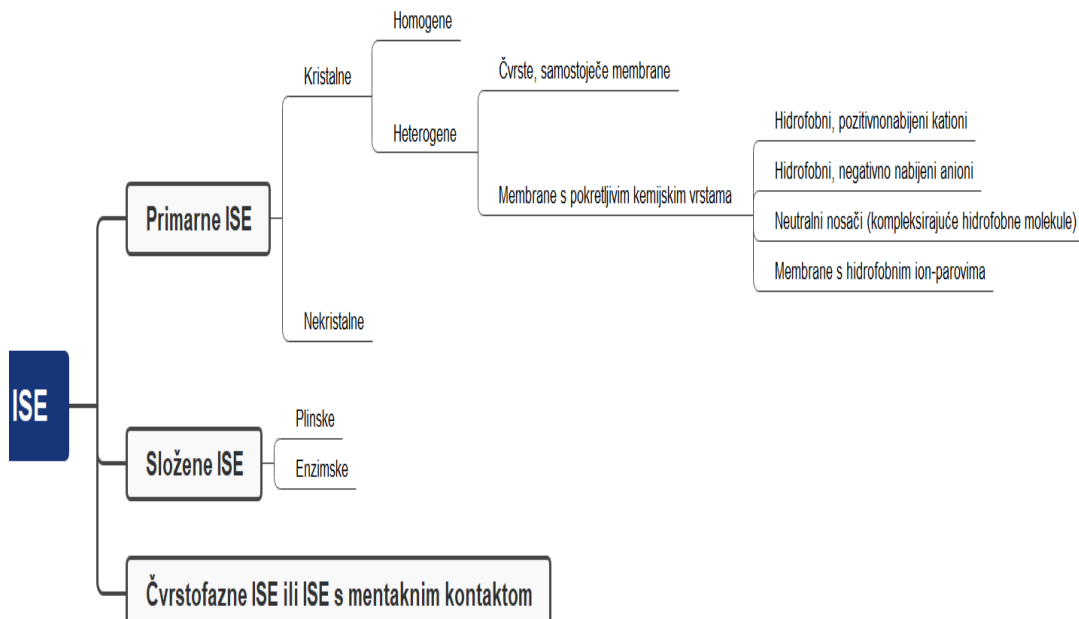 ISE
Primarne ISE
Kristalne
Homogene
Heterogene
Čvrste, samostoječe membrane
Membrane s pokretljivim kemijskim vrstama
Hidrofobni, pozitivnonabijeni kationi
Hidrofobni, negativno nabijeni anioni
Neutralni nosači (kompleksirajuće hidrofobne molekule)
Membrane s hidrofobnim ion-parovima
Nekristalne
Složene ISE
Plinske
Enzimske
Čvrstofazne ISE ili ISE s mentaknim kontaktom